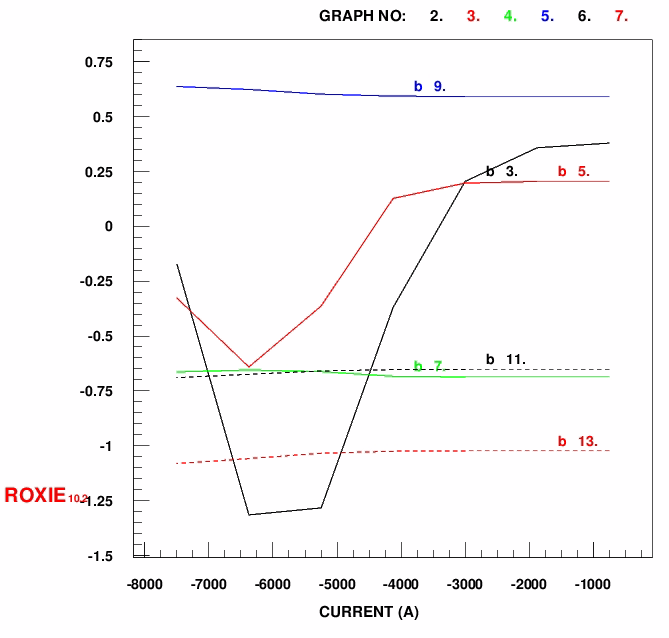 GRAPH NO: 2. 3. 4. 5. 6. 7.
0.75
b 9.
0.5
0.25
b 3.
b 5.
0
-0.25
-0.5
b 11.
b 7.
-0.75
b 13.
-1
ROXIE 10.2
-1.25
-1.5
-8000 -7000 -6000 -5000 -4000 -3000 -2000 -1000
CURRENT (A)